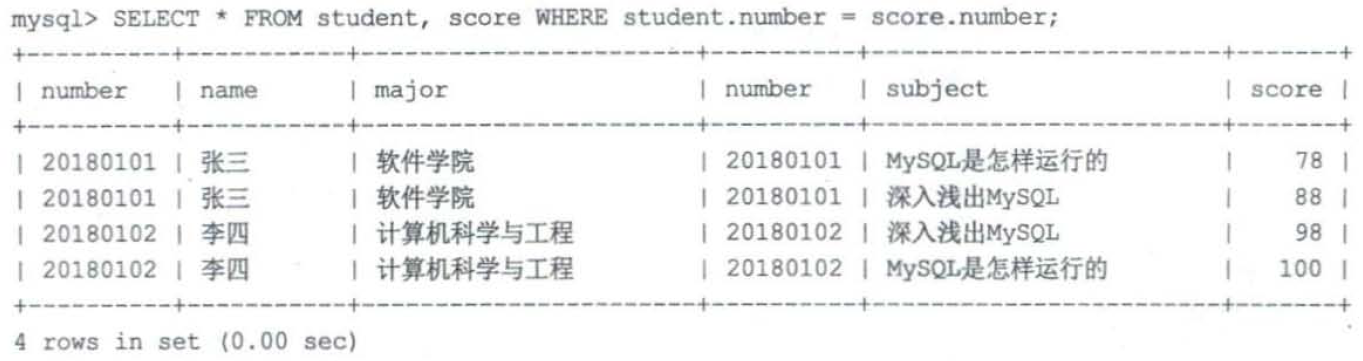 mysql> SELECT * FROM student, score WHERE student.number = score.number;
+----------+--------+------------------+----------+--------------------+-------+
| number | name | major | number | subject | score |
+----------+--------+------------------+----------+--------------------+-------+
| 20180101 | 张三 | 软件学院 | 20180101 | MySQL是怎样运行的 | 78 |
| 20180101 | 张三 | 软件学院 | 20180101 | 深入浅出MySQL | 88 |
| 20180102 | 李四 | 计算机科学与工程 | 20180102 | 深入浅出MySQL | 98 |
| 20180102 | 李四 | 计算机科学与工程 | 20180102 | MySQL是怎样运行的 | 100 |
+----------+--------+------------------+----------+--------------------+-------+
4 rows in set (0.00 sec)